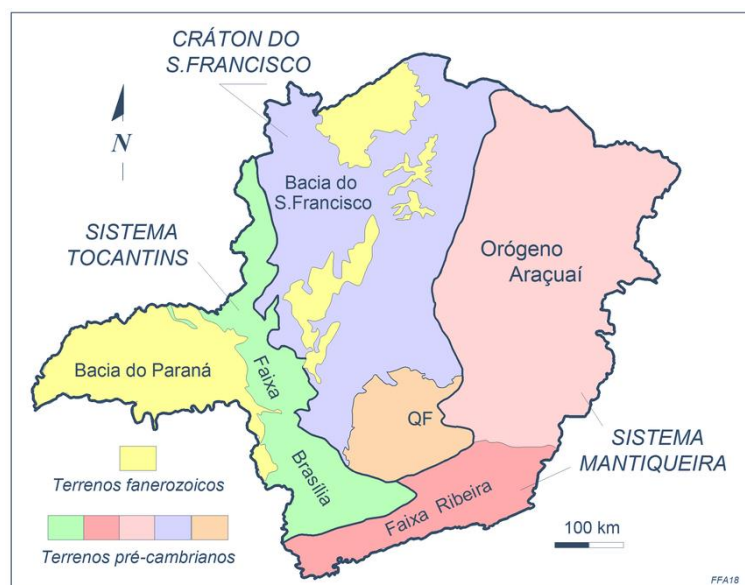 CRÁTON DO
S.FRANCISCO
N
Bacia do
S.Francisco
SISTEMA
TOCANTINS
Orógeno
Araçuaí
Bacia do Paraná
Faixa
Brasília
QF
SISTEMA
MANTIQUEIRA
Faixa Ribeira
Terrenos fanerozoicos
Terrenos pré-cambrianos
100 km
FFA18